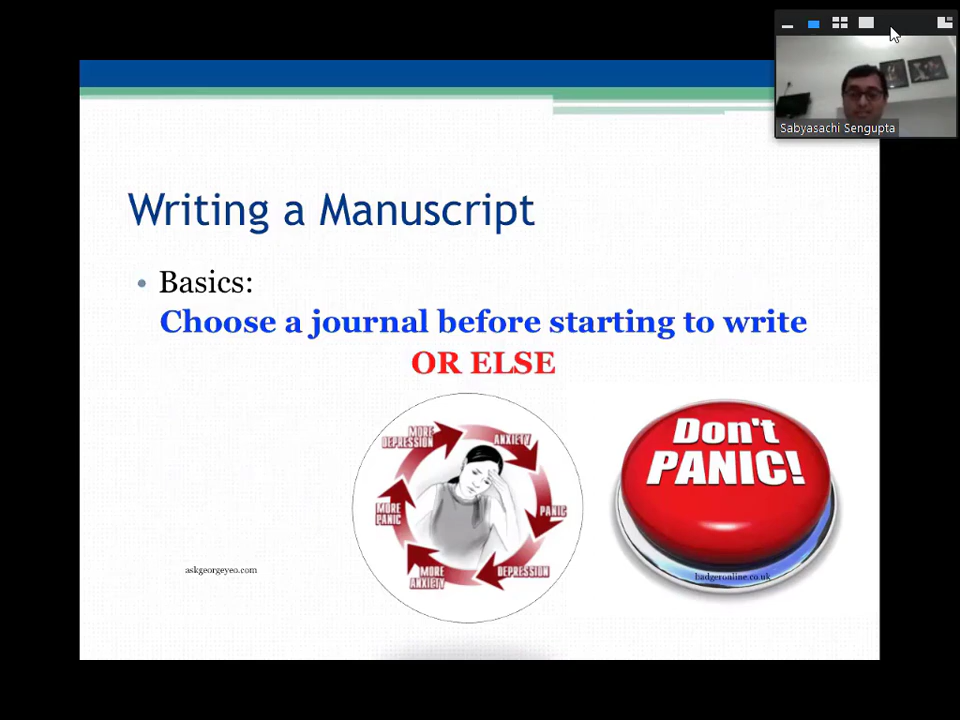 Sabyasachi Sengupta
Writing a Manuscript
• Basics:
Choose a journal before starting to write
OR ELSE
MORE
DEPRESSION
ANXIETY
PANIC
DEPRESSION
MORE
ANXIETY
MORE
PANIC
Don't
PANIC!
askgeorgeyeo.com
badgeronline.co.uk